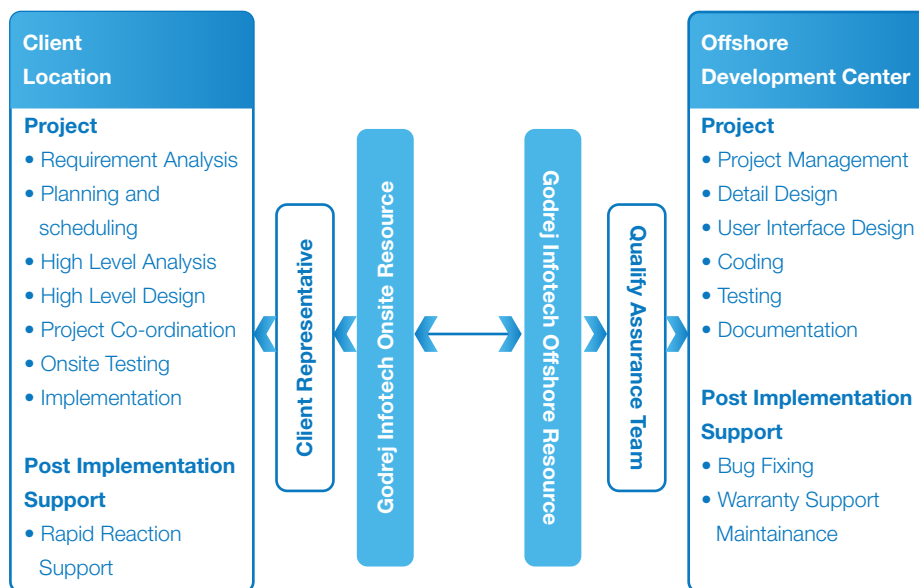 Client
Location
Project
• Requirement Analysis
• Planning and
scheduling
• High Level Analysis
• High Level Design
• Project Co-ordination
• Onsite Testing
• Implementation
Post Implementation
Support
• Rapid Reaction
Support
Client Representative
Godrej Infotech Onsite Resource
Godrej Infotech Offshore Resource
Qualify Assurance Team
Offshore
Development Center
Project
• Project Management
• Detail Design
• User Interface Design
• Coding
• Testing
• Documentation
Post Implementation
Support
• Bug Fixing
• Warranty Support
Maintainance